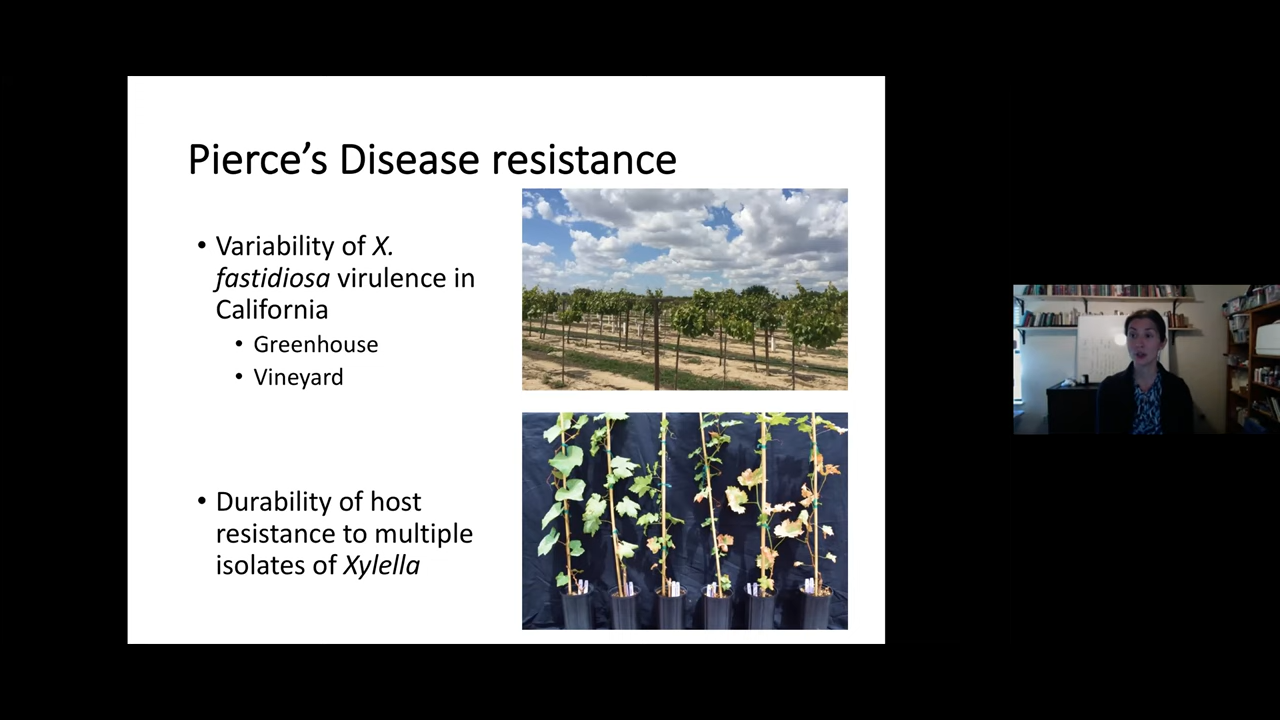 Pierce’s Disease resistance
• Variability of X.
fastidiosa virulence in
California
• Greenhouse
• Vineyard
• Durability of host
resistance to multiple
isolates of Xylella